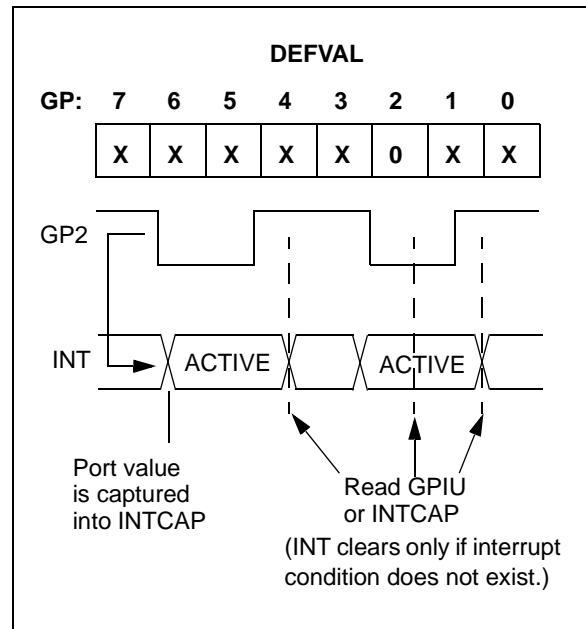 DEFVAL
GP: 7 6 5 4 3 2 1 0
X X X X X 0 X X
GP2
INT
ACTIVE
ACTIVE
Port value
is captured
into INTCAP
Read GPIU
or INTCAP
(INT clears only if interrupt
condition does not exist.)